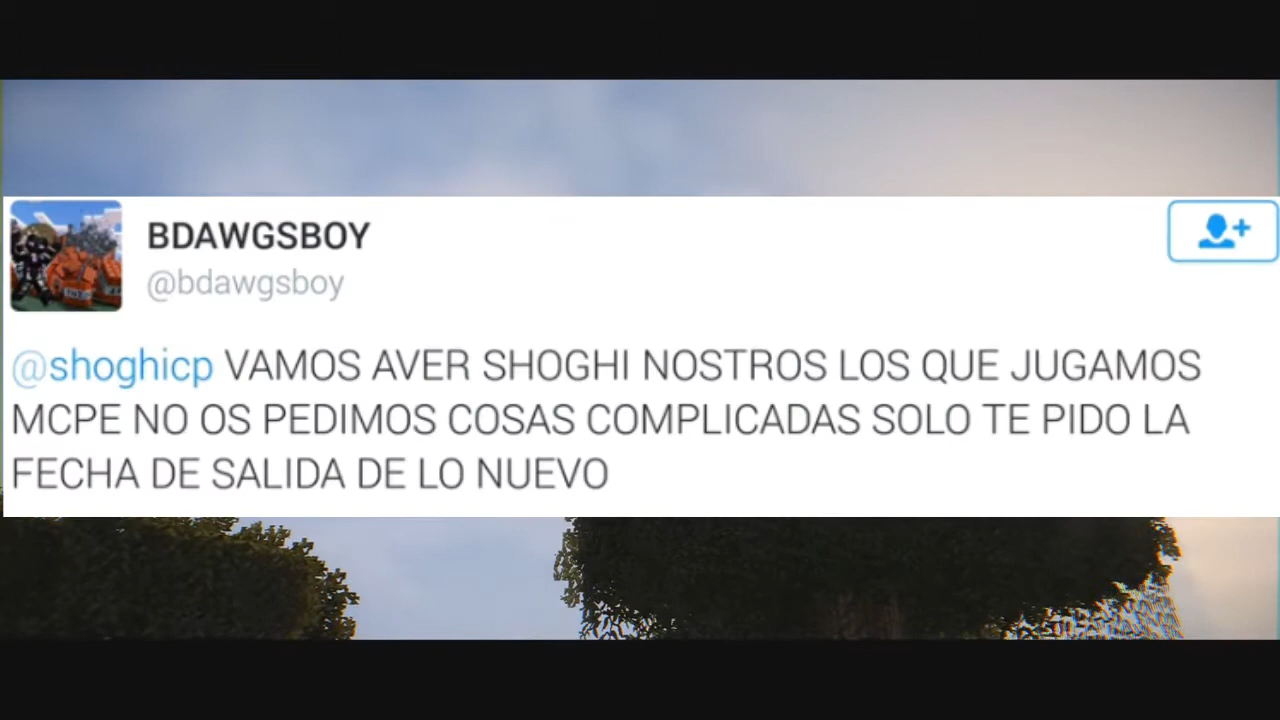 BDAWGSBOY
@bdawgsboy
@shoghicp VAMOS AVER SHOGHI NOSTROS LOS QUE JUGAMOS
MCPE NO OS PEDIMOS COSAS COMPLICADAS SOLO TE PIDO LA
FECHA DE SALIDA DE LO NUEVO